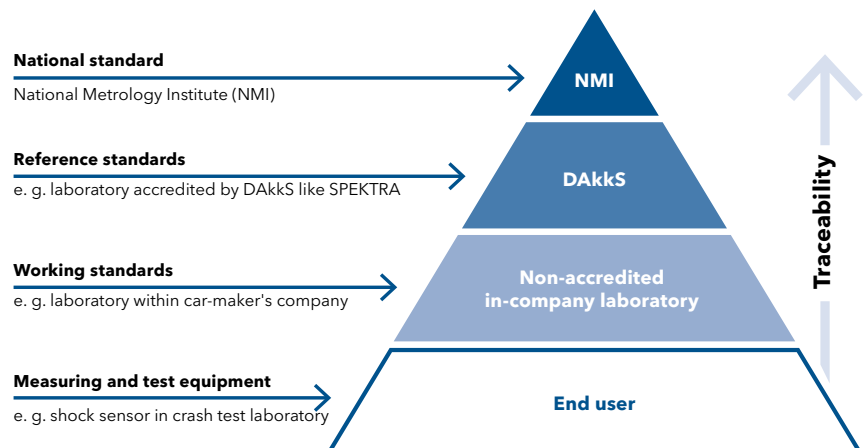 National standard
National Metrology Institute (NMI)
NMI
Reference standards
e. g. laboratory accredited by DAkkS like SPEKTRA
DAkkS
Working standards
e. g. laboratory within car-maker's company
Non-accredited
in-company laboratory
Measuring and test equipment
e. g. shock sensor in crash test laboratory
End user
Traceability